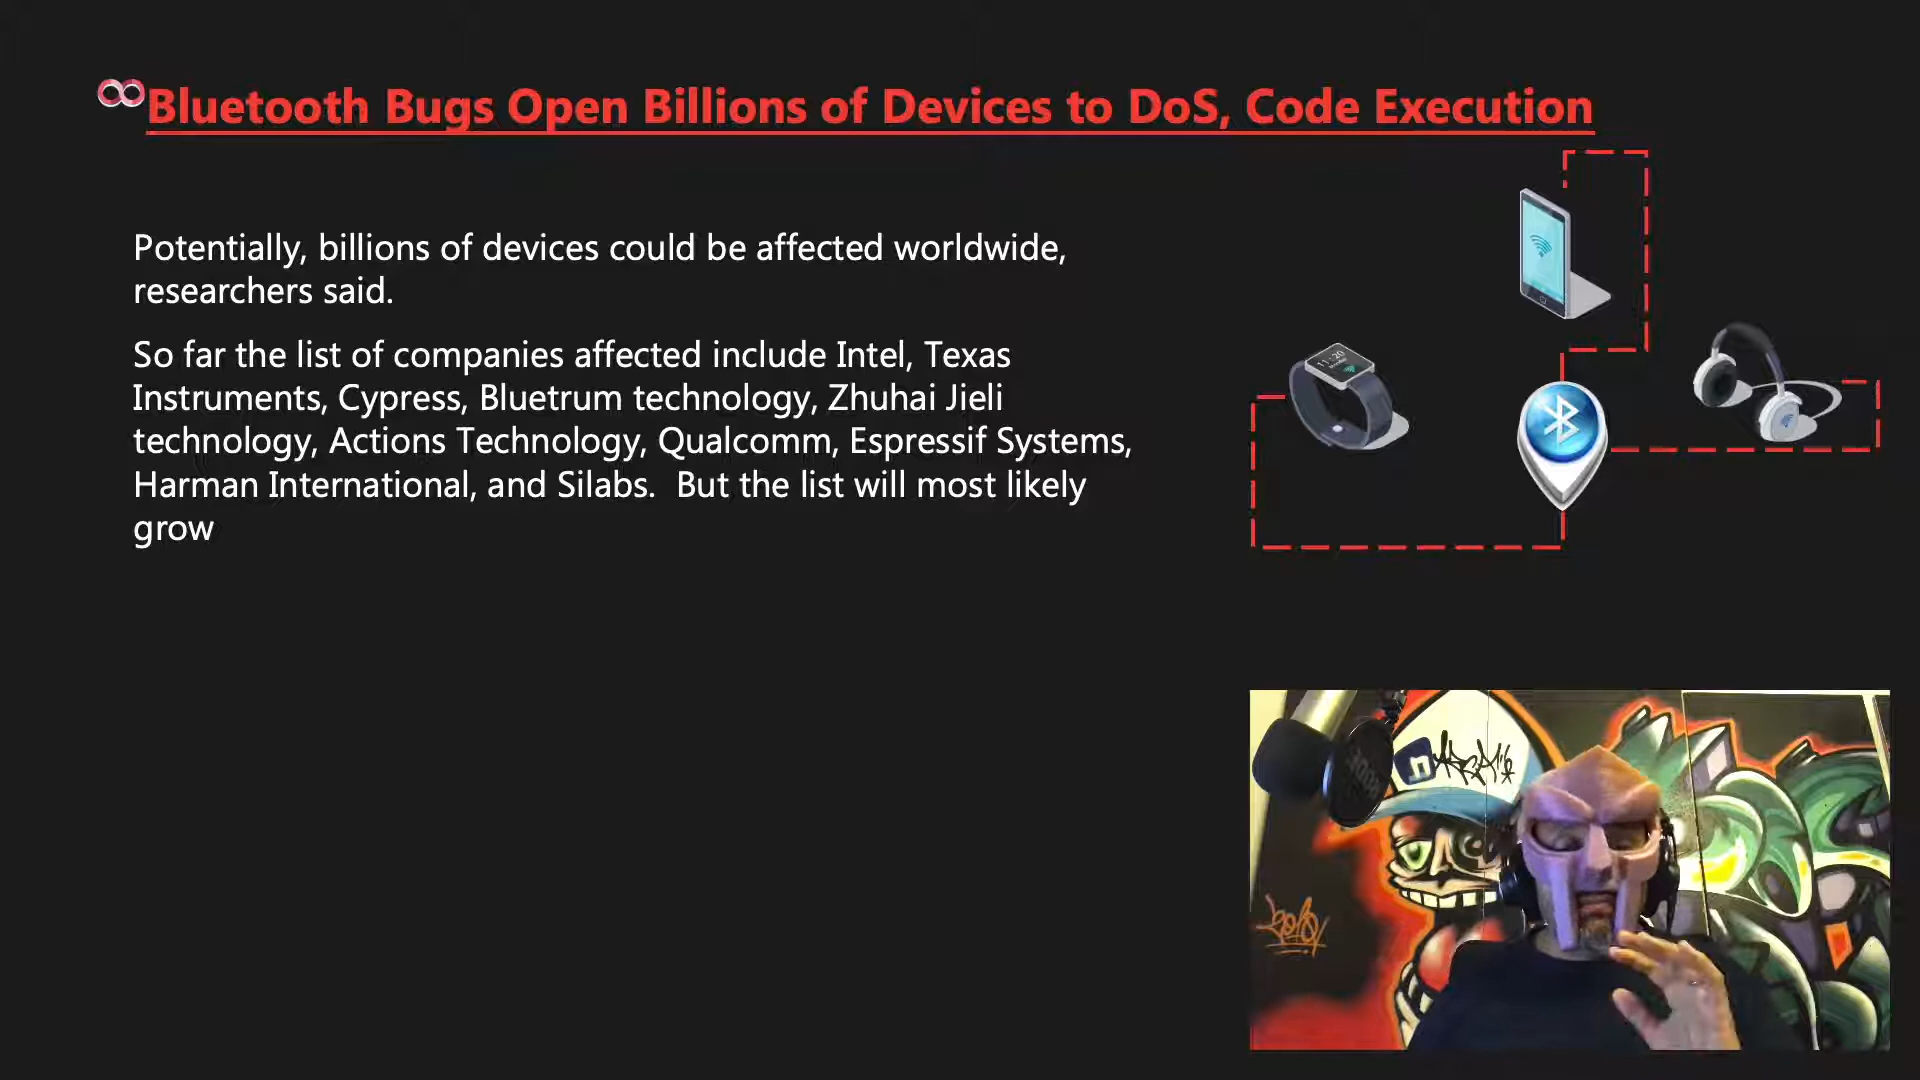 Bluetooth Bugs Open Billions of Devices to DoS, Code Execution
Potentially, billions of devices could be affected worldwide,
researchers said.
So far the list of companies affected include Intel, Texas
Instruments, Cypress, Bluetrum technology, Zhuhai Jieli
technology, Actions Technology, Qualcomm, Espressif Systems,
Harman International, and Silabs.  But the list will most likely
grow
11:20